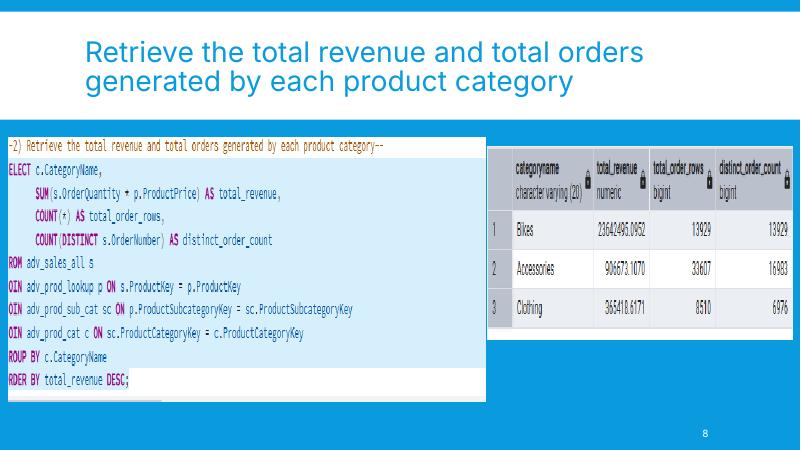 Retrieve the total revenue and total orders
generated by each product category
-2) Retrieve the total revenue and total orders generated by each product category--
ELECT c.CategoryName,
SUM(s.OrderQuantity * p.ProductPrice) AS total_revenue,
COUNT(*) AS total_order_rows,
COUNT(DISTINCT s.OrderNumber) AS distinct_order_count
ROM adv_sales_all s
OIN adv_prod_lookup p ON s.ProductKey = p.ProductKey
OIN adv_prod_sub_cat sc ON p.ProductSubcategoryKey = sc.ProductSubcategoryKey
OIN adv_prod_cat c ON sc.ProductCategoryKey = c.ProductCategoryKey
ROUP BY c.CategoryName
RDER BY total_revenue DESC;
categoryname total_revenue total_order_rows distinct_order_count
character varying (20) numeric bigint bigint
1 Bikes 23642495.0952 13929 13929
2 Accessories 906673.1070 33607 16983
3 Clothing 365418.6171 8510 6976
8